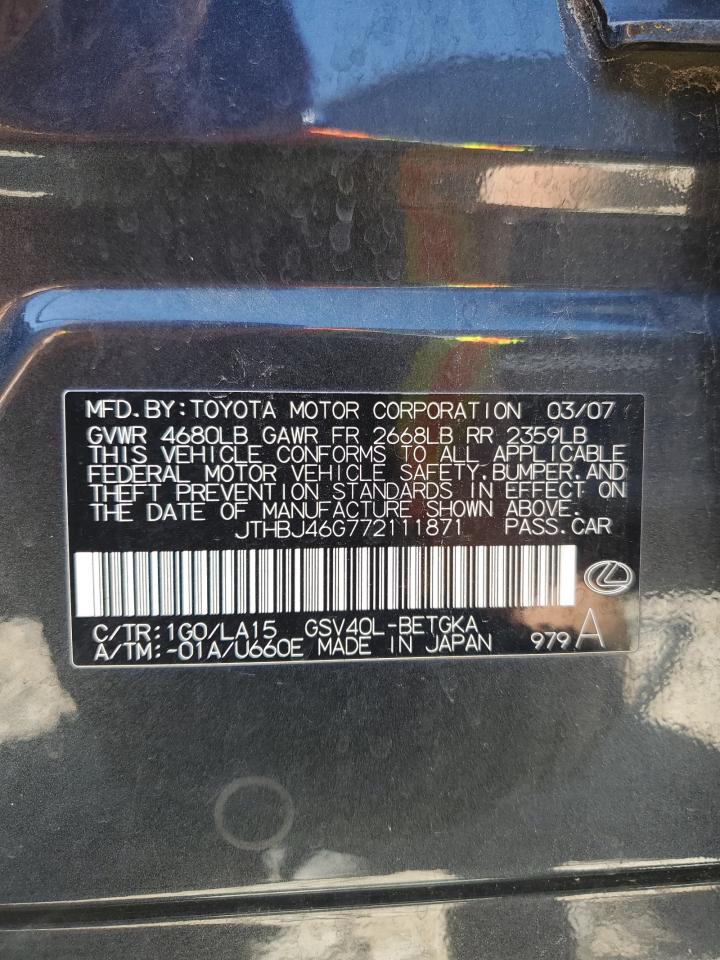 MFD. BY: TOYOTA MOTOR CORPORATION 03/07
GVWR 4680LB GAWR FR 2668LB RR 2359LB
THIS VEHICLE CONFORMS TO ALL APPLICABLE
FEDERAL MOTOR VEHICLE SAFETY, BUMPER, AND
THEFT PREVENTION STANDARDS IN EFFECT ON
THE DATE OF MANUFACTURE SHOWN ABOVE.
JTHBJ46G772111871 PASS. CAR
C/TR: 1G0/LA15 GSV40L-BETGKA
A/TM: -01A/U660E MADE IN JAPAN 979 A